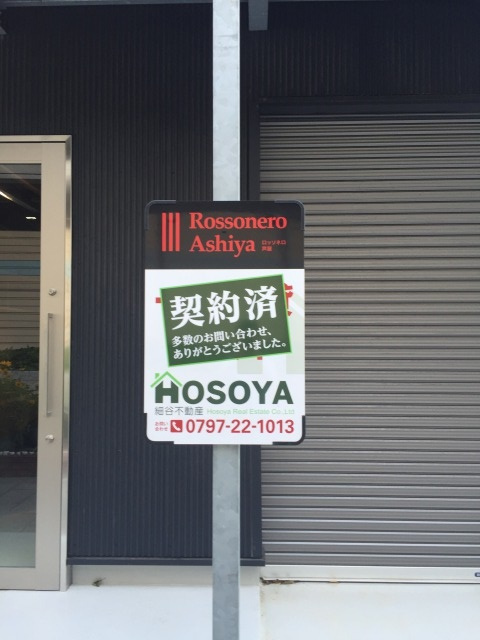 Rossonero
Ashiya ロッソネロ
芦屋
契約済
多数のお問い合わせ、
ありがとうございました。
HOSOYA
細谷不動産 Hosoya Real Estate Co.,Ltd.
お問い
合わせ 0797-22-1013